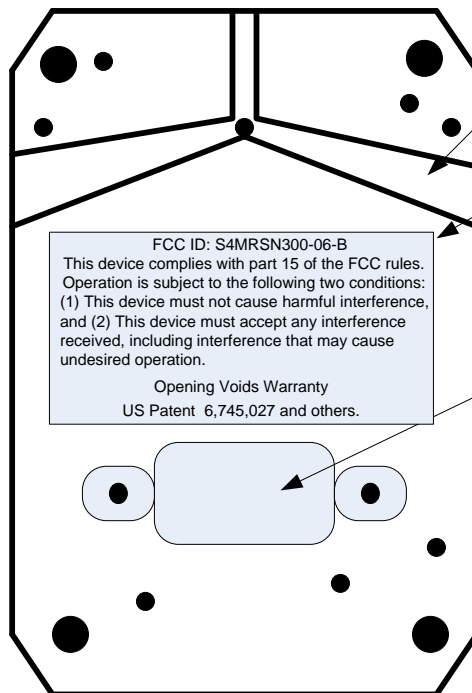 FCC ID: S4MRSN300-06-B
This device complies with part 15 of the FCC rules.
Operation is subject to the following two conditions:
(1) This device must not cause harmful interference,
and (2) This device must accept any interference
received, including interference that may cause
undesired operation.
Opening Voids Warranty
US Patent  6,745,027 and others.